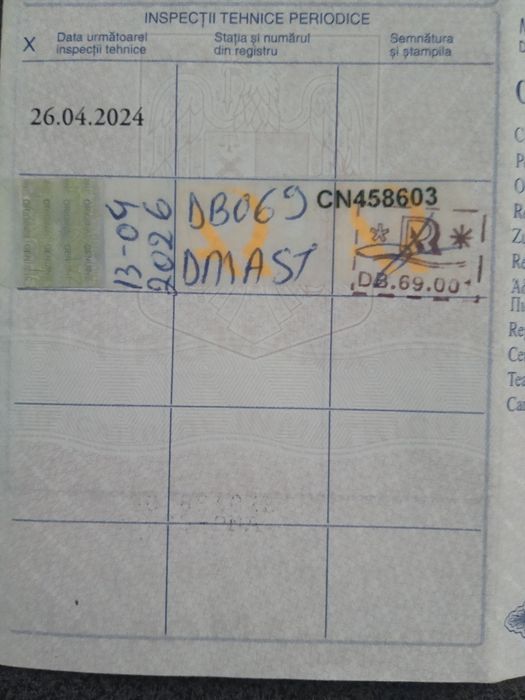 INSPECȚII TEHNICE PERIODICE
X
Data următoarei
inspecții tehnice
Stația și numărul
din registru
Semnătura
și ștampila
26.04.2024
13-04
2026
DB069
DMAST
CN458603
DB.69.00